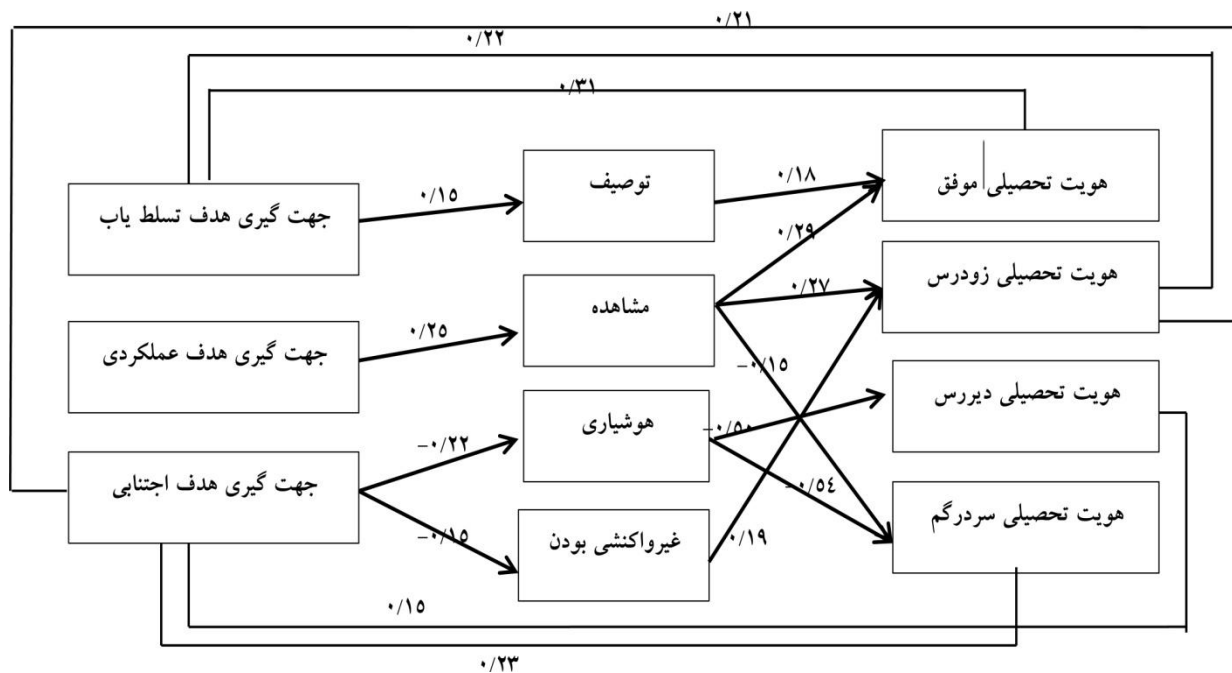 ۰/۲۱
۰/۲۲
۰/۳۱
هویت تحصیلی موفق
توصیف
جهت گیری هدف تسلط یاب
۰/۱۸
۰/۱۵
۰/۲۹
هویت تحصیلی زودرس
مشاهده
جهت گیری هدف عملکردی
۰/۲۷
۰/۲۵
-۰/۱۵
هویت تحصیلی دیررس
هوشیاری
جهت گیری هدف اجتنابی
-۰/۵۰
-۰/۲۲
-۰/۵٤
هویت تحصیلی سردرگم
غیرواکنشی بودن
۰/۱۹
-۰/۱۵
۰/۱۵
۰/۲۳